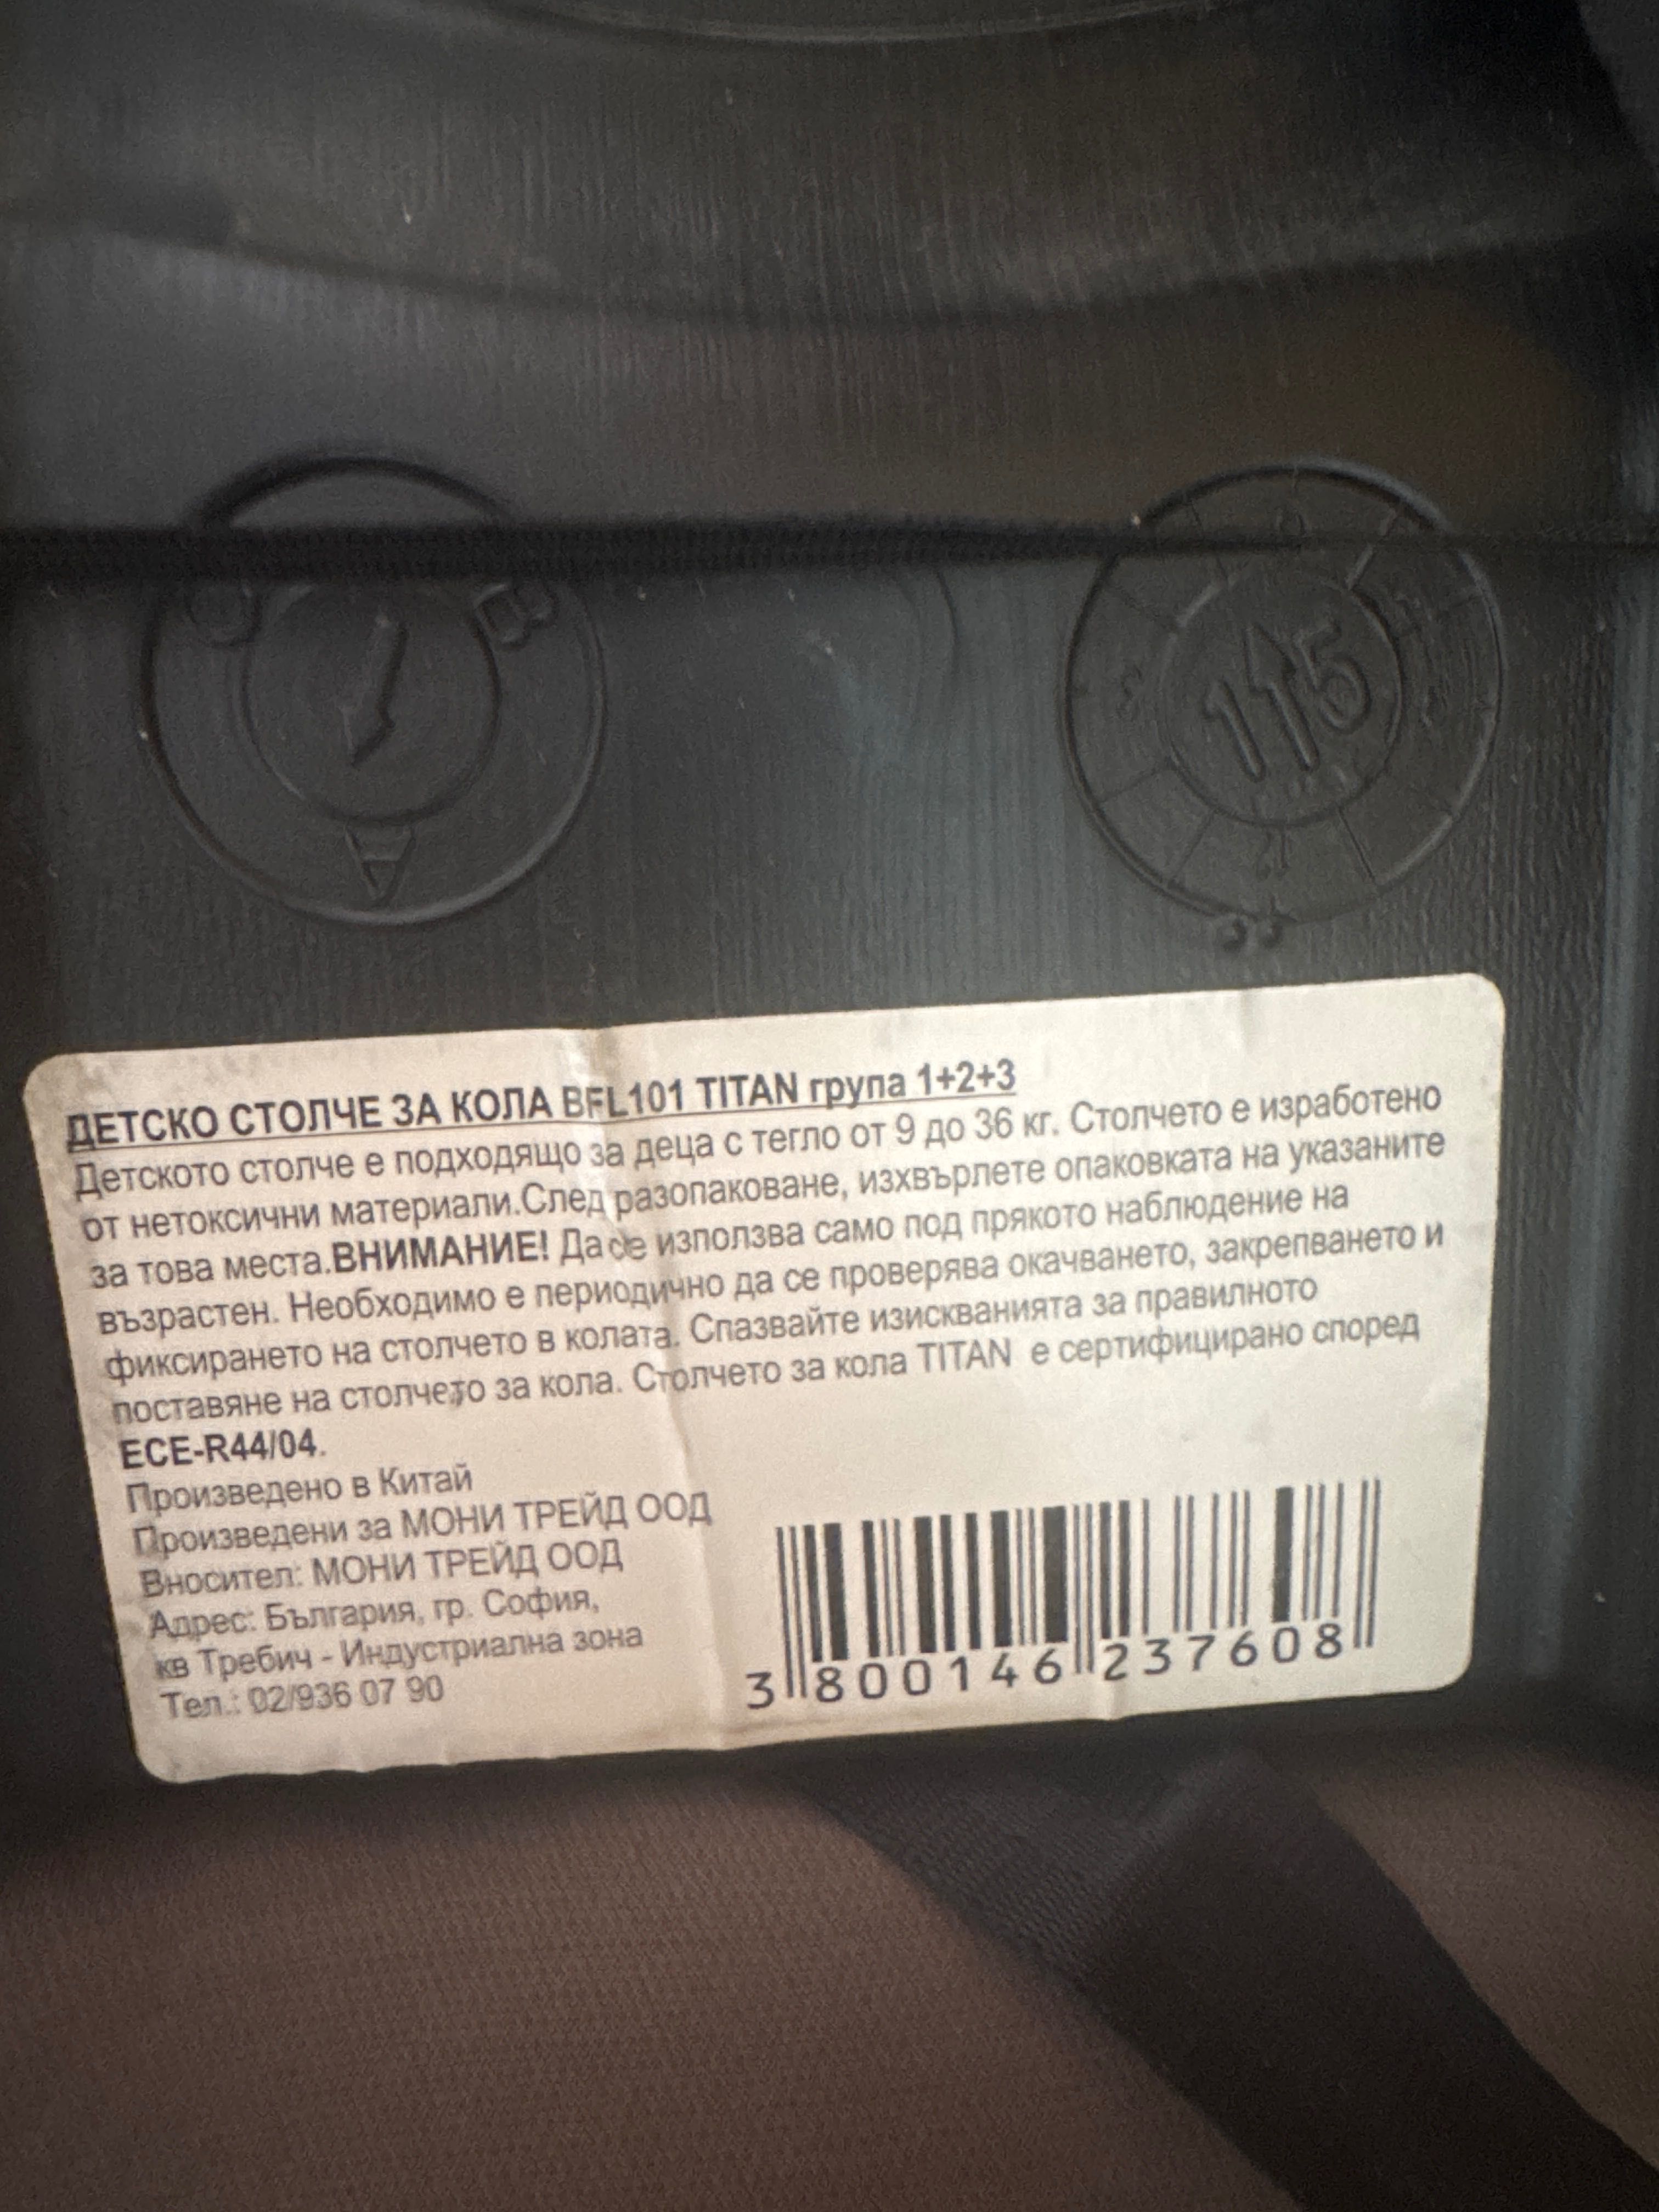 C B
A
115
ДЕТСКО СТОЛЧЕ ЗА КОЛА BFL101 TITAN група 1+2+3
Детското столче е подходящо за деца с тегло от 9 до 36 кг. Столчето е изработено
от нетоксични материали.След разопаковане, изхвърлете опаковката на указаните
за това места.ВНИМАНИЕ! Да се използва само под прякото наблюдение на
възрастен. Необходимо е периодично да се проверява окачването, закрепването и
фиксирането на столчето в колата. Спазвайте изискванията за правилното
поставяне на столчето за кола. Столчето за кола TITAN е сертифицирано според
ECE-R44/04.
Произведено в Китай
Произведени за МОНИ ТРЕЙД ООД
Вносител: МОНИ ТРЕЙД ООД
Адрес: България, гр. София,
кв Требич - Индустриална зона
Тел.: 02/936 07 90
3 800146 237608